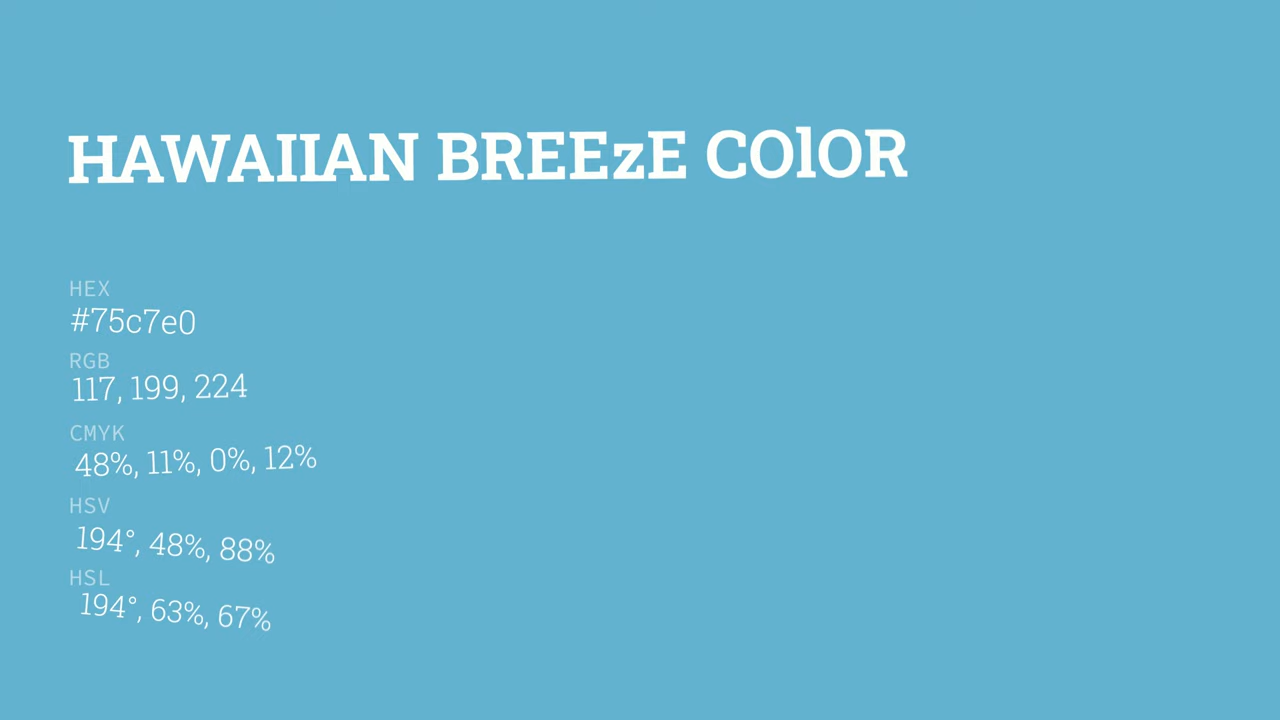 HAWAIIAN BREEzE COlOR
HEX
#75c7e0
RGB
117, 199, 224
CMYK
48%, 11%, 0%, 12%
HSV
194°, 48%, 88%
HSL
194°, 63%, 67%